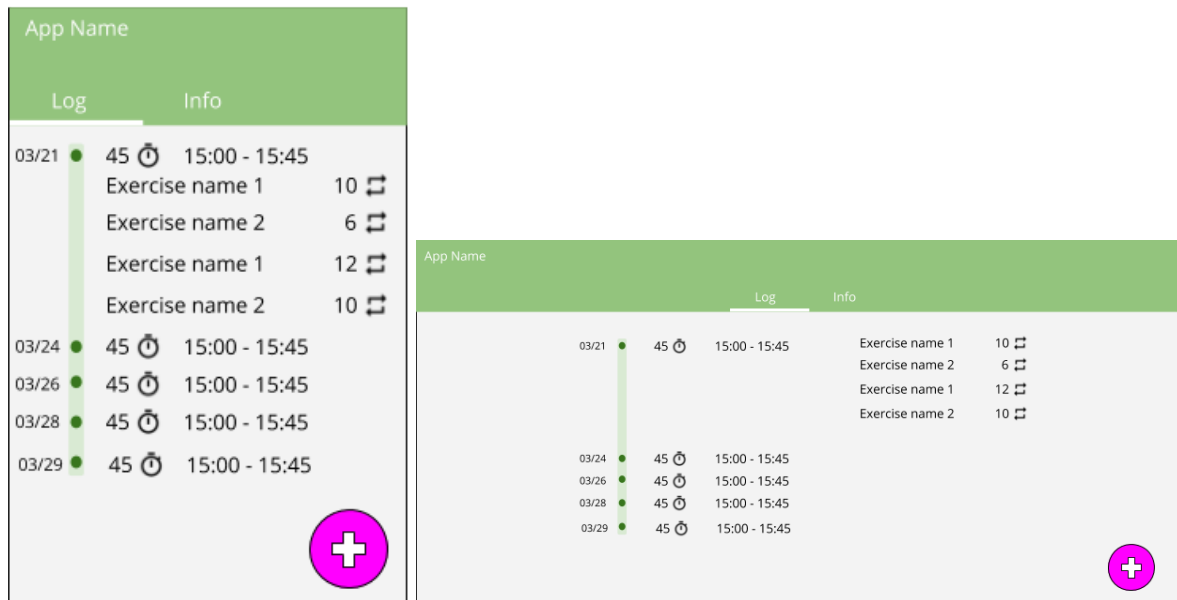 App Name
Log Info
03/21 45 15:00 - 15:45
Exercise name 1 10
Exercise name 2 6
Exercise name 1 12
Exercise name 2 10
03/24 45 15:00 - 15:45
03/26 45 15:00 - 15:45
03/28 45 15:00 - 15:45
03/29 45 15:00 - 15:45
App Name
Log Info
03/21 45 15:00 - 15:45 Exercise name 1 10
Exercise name 2 6
Exercise name 1 12
Exercise name 2 10
03/24 45 15:00 - 15:45
03/26 45 15:00 - 15:45
03/28 45 15:00 - 15:45
03/29 45 15:00 - 15:45